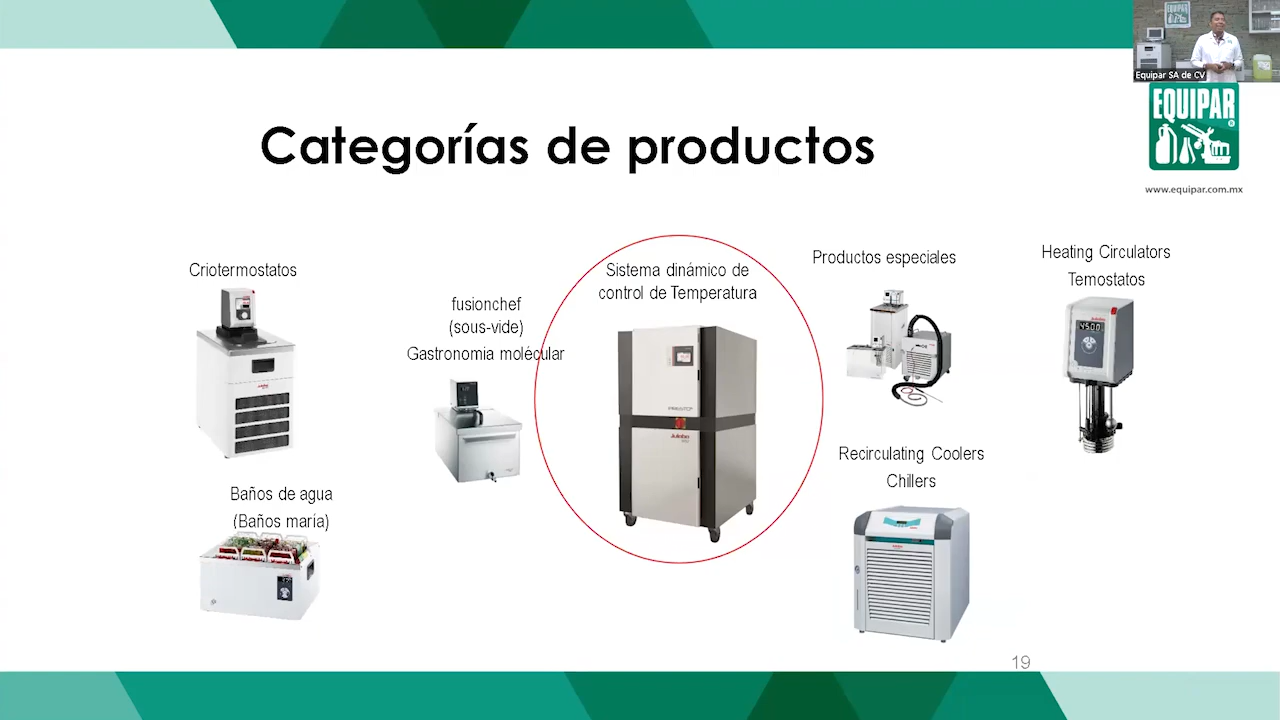 Equipar SA de CV
EQUIPAR
www.equipar.com.mx
Categorías de productos
Criotermostatos
fusionchef
(sous-vide)
Gastronomia molécular
Sistema dinámico de
control de Temperatura
Productos especiales
Heating Circulators
Temostatos
Baños de agua
(Baños maría)
Recirculating Coolers
Chillers
Julabo
19